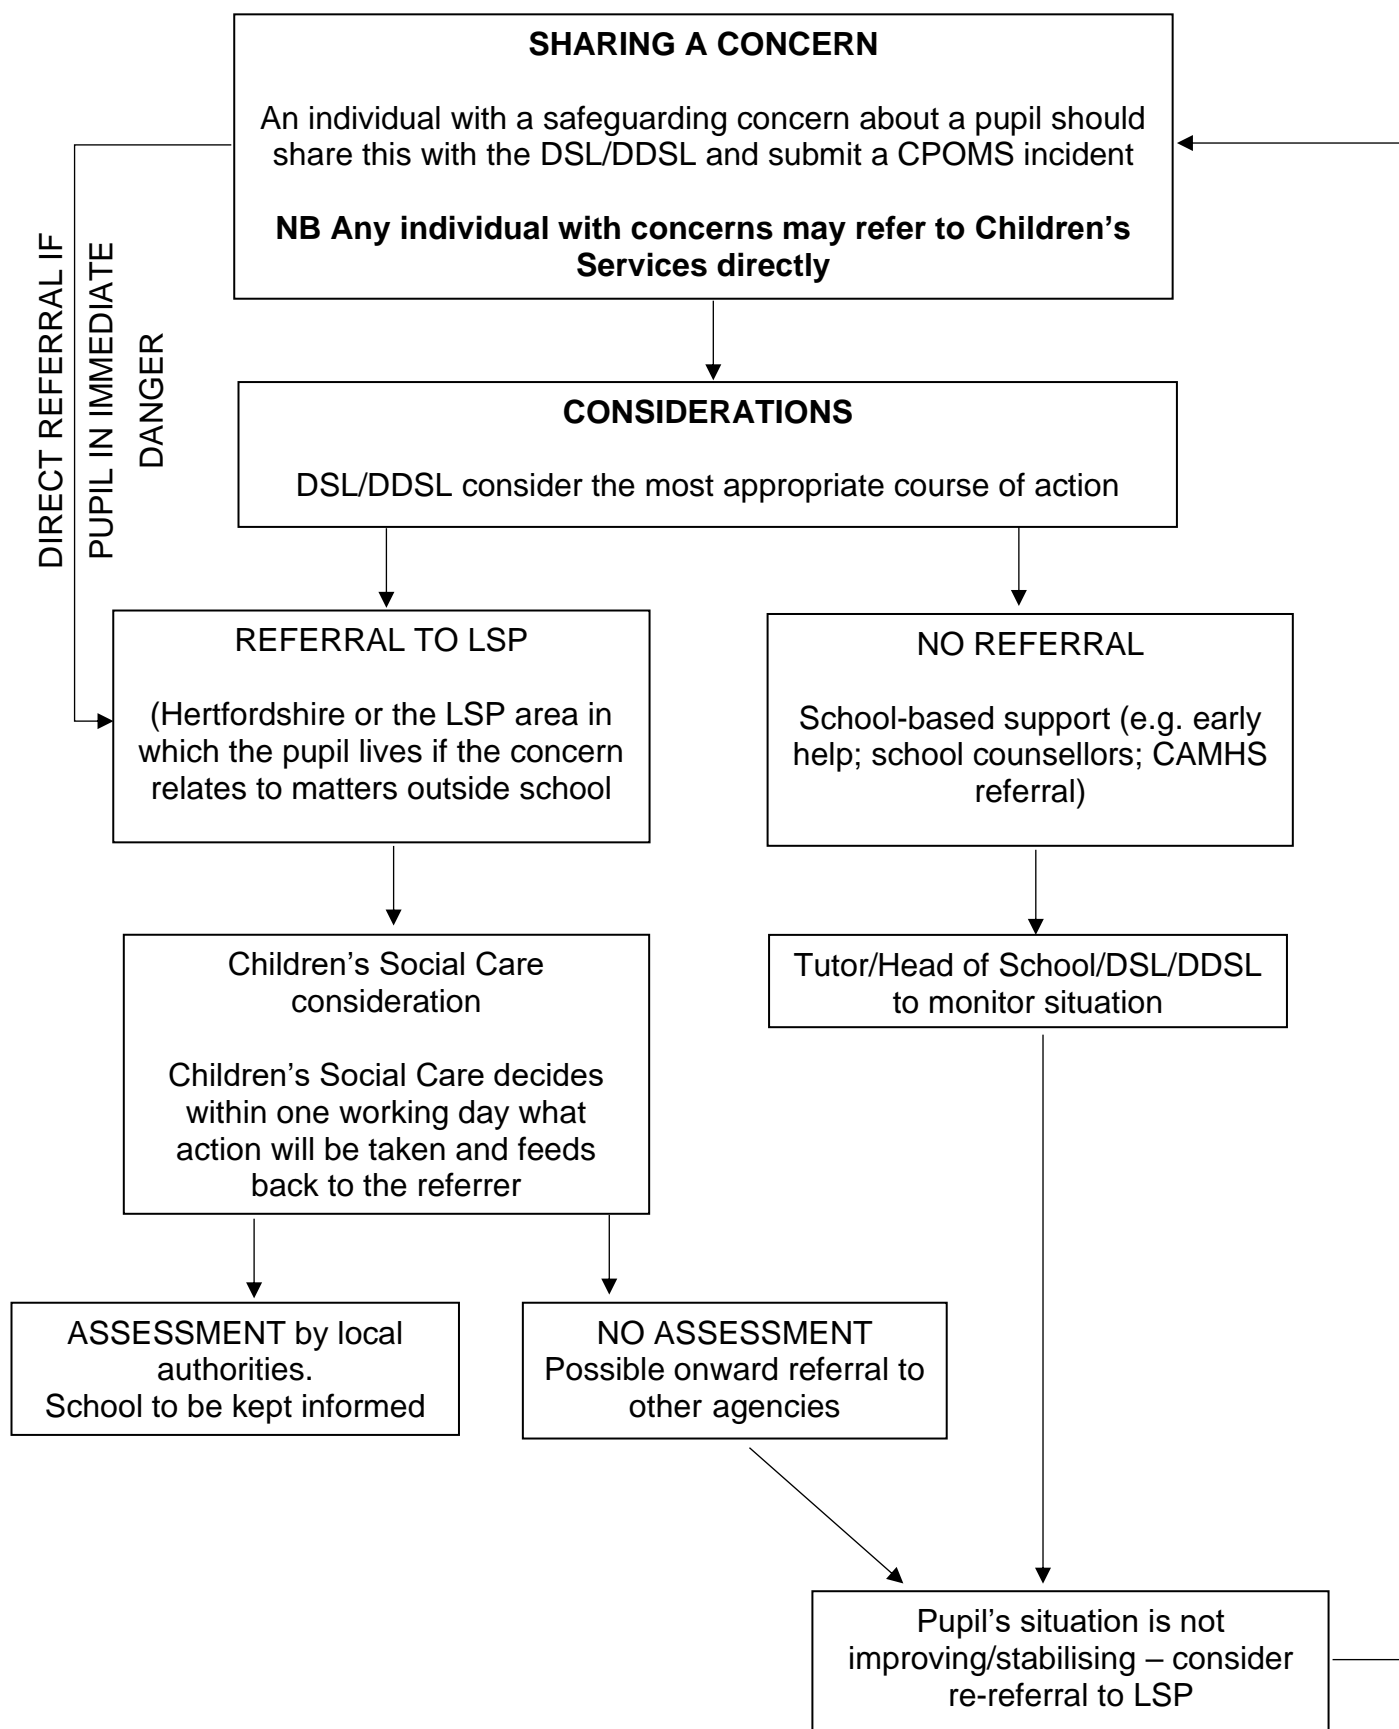 SHARING A CONCERN
An individual with a safeguarding concern about a pupil should
share this with the DSL/DDSL and submit a CPOMS incident
NB Any individual with concerns may refer to Children’s
Services directly
DIRECT REFERRAL IF
PUPIL IN IMMEDIATE
DANGER
CONSIDERATIONS
DSL/DDSL consider the most appropriate course of action
REFERRAL TO LSP
(Hertfordshire or the LSP area in
which the pupil lives if the concern
relates to matters outside school
NO REFERRAL
School-based support (e.g. early
help; school counsellors; CAMHS
referral)
Children’s Social Care
consideration
Children’s Social Care decides
within one working day what
action will be taken and feeds
back to the referrer
Tutor/Head of School/DSL/DDSL
to monitor situation
ASSESSMENT by local
authorities.
School to be kept informed
NO ASSESSMENT
Possible onward referral to
other agencies
Pupil’s situation is not
improving/stabilising – consider
re-referral to LSP